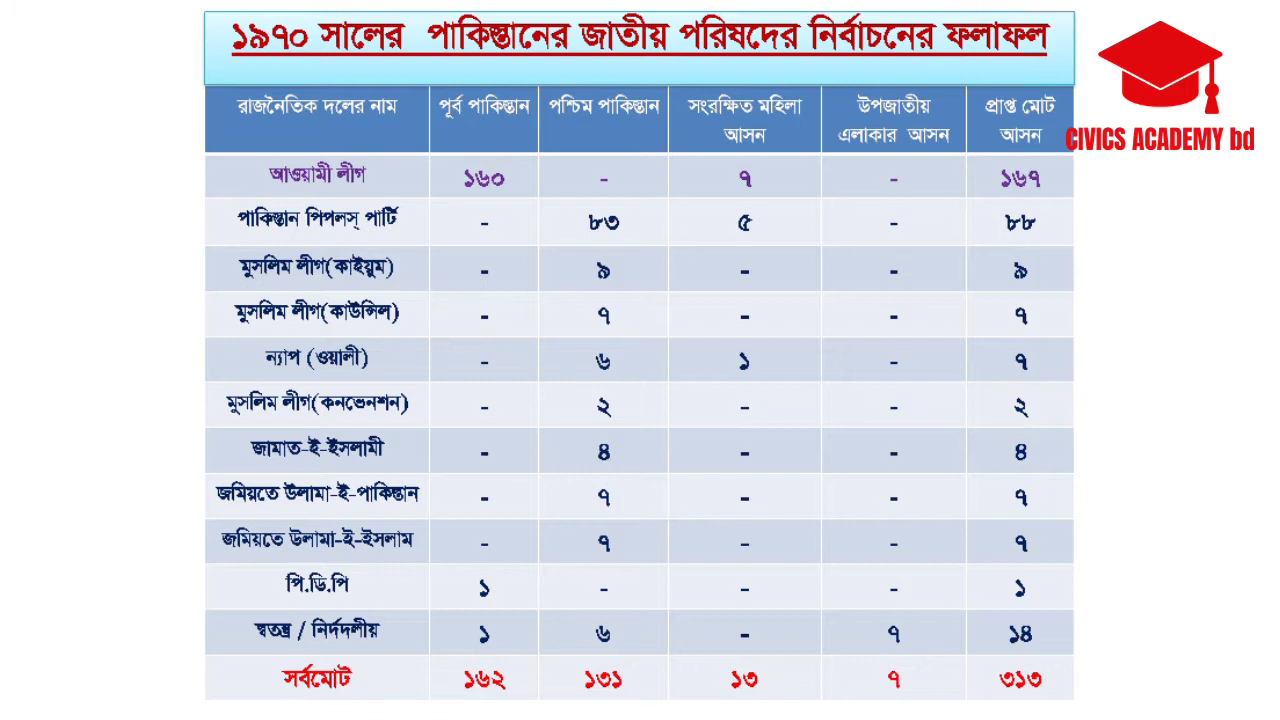 ১৯৭০ সালের পাকিস্তানের জাতীয় পরিষদের নির্বাচনের ফলাফল
CIVICS ACADEMY bd
রাজনৈতিক দলের নাম পূর্ব পাকিস্তান পশ্চিম পাকিস্তান সংরক্ষিত মহিলা আসন উপজাতীয় এলাকার আসন প্রাপ্ত মোট আসন
আওয়ামী লীগ ১৬০ - ৭ - ১৬৭
পাকিস্তান পিপলস্ পার্টি - ৮৩ ৫ - ৮৮
মুসলিম লীগ(কাইয়ুম) - ৯ - - ৯
মুসলিম লীগ(কাউন্সিল) - ৭ - - ৭
ন্যাপ (ওয়ালী) - ৬ ১ - ৭
মুসলিম লীগ(কনভেনশন) - ২ - - ২
জামাত-ই-ইসলামী - ৪ - - ৪
জমিয়তে উলামা-ই-পাকিস্তান - ৭ - - ৭
জমিয়তে উলামা-ই-ইসলাম - ৭ - - ৭
পি.ডি.পি ১ - - - ১
স্বতন্ত্র / নির্দদলীয় ১ ৬ - ৭ ১৪
সর্বমোট ১৬২ ১৩১ ১৩ ৭ ৩১৩